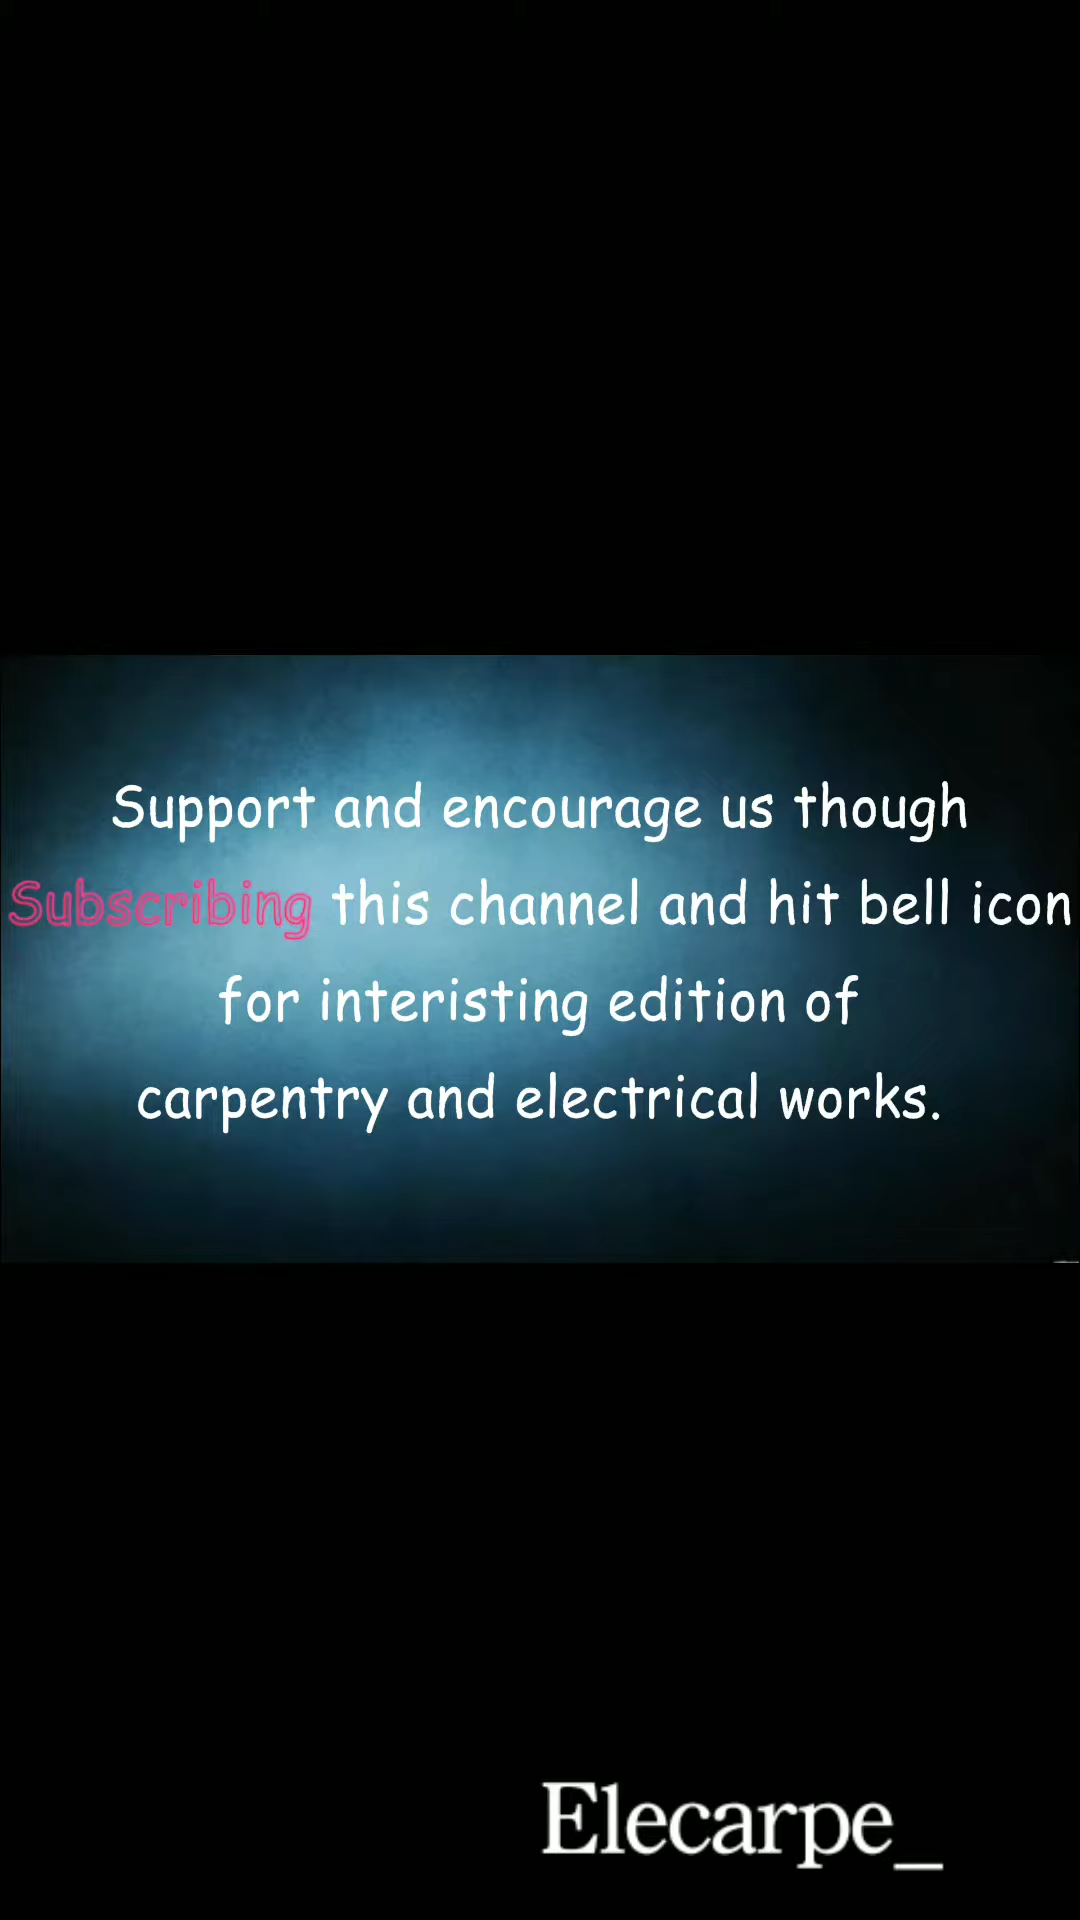 Support and encourage us though
Subscribing this channel and hit bell icon
for interisting edition of
carpentry and electrical works.
Elecarpe_